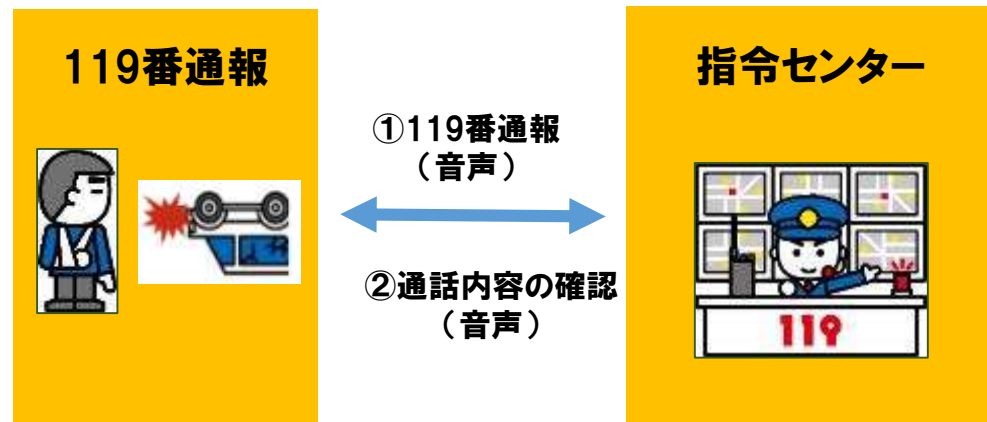 119番通報
指令センター
①119番通報
（音声）
②通話内容の確認
（音声）
119